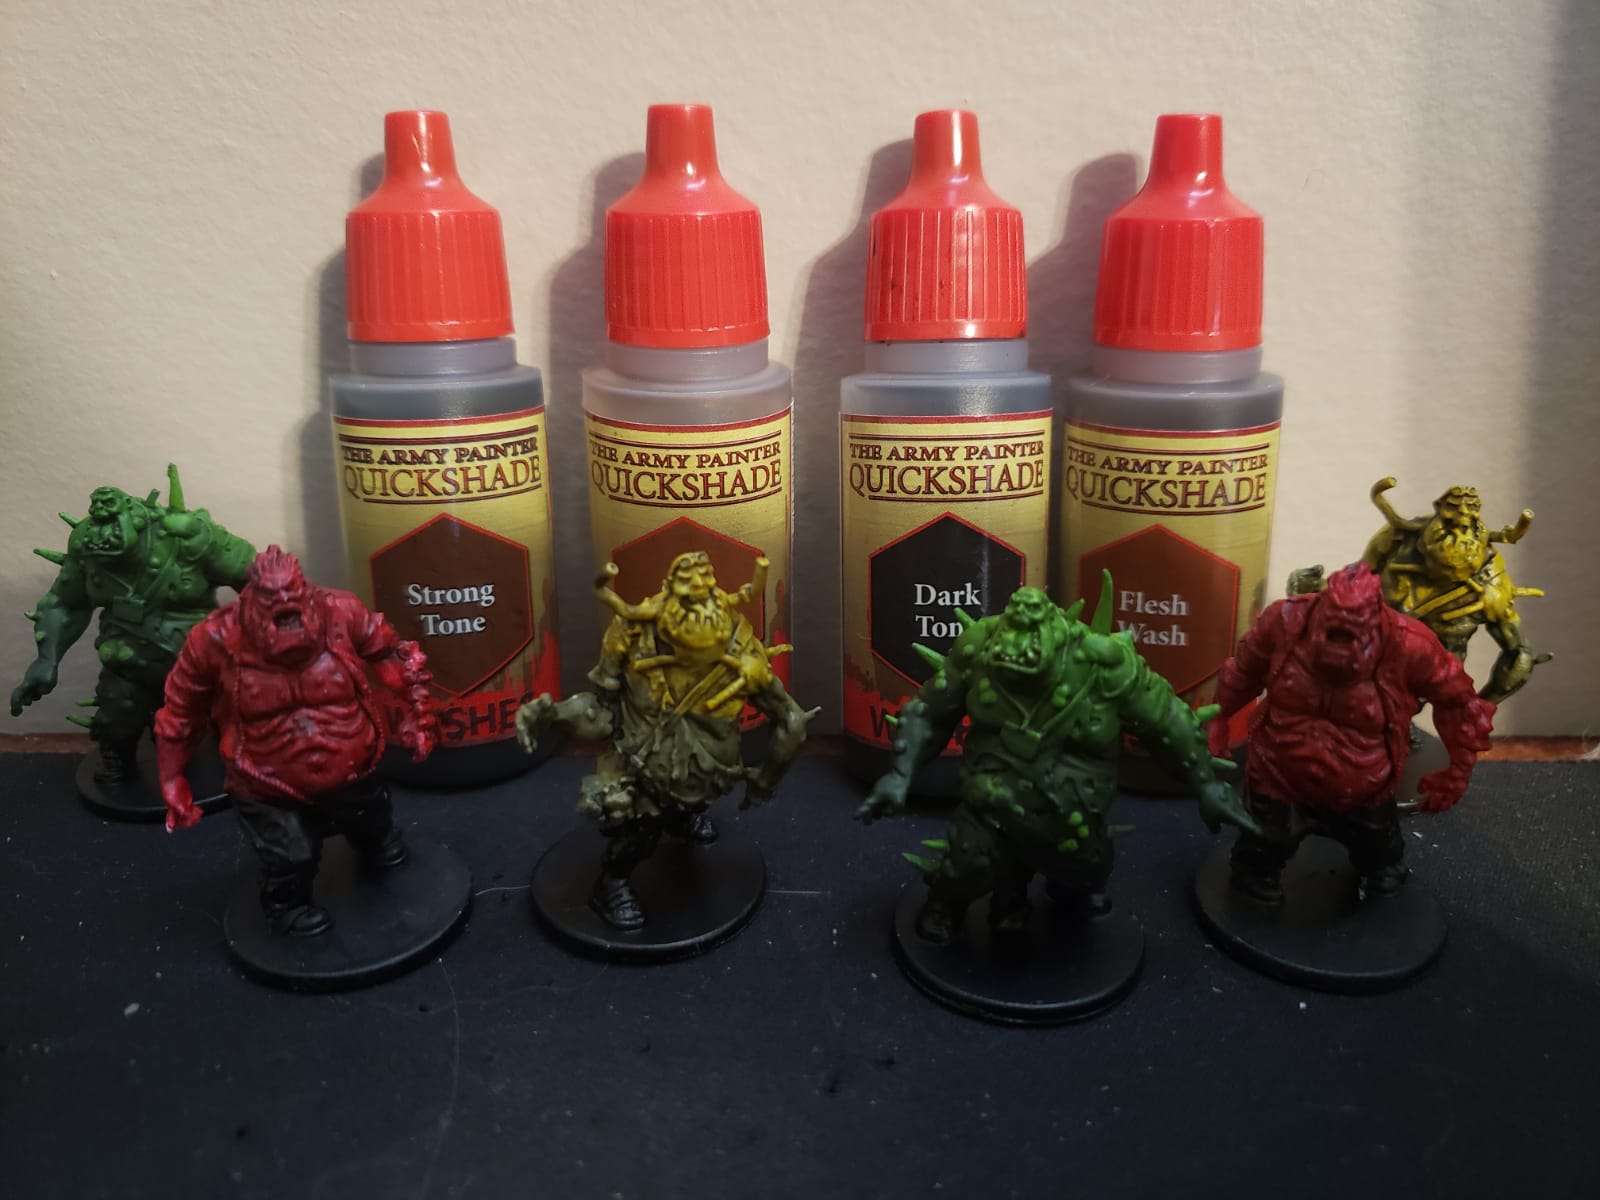 THE ARMY PAINTER
QUICKSHADE
Strong
Tone
WASHES
THE ARMY PAINTER
QUICKSHADE
THE ARMY PAINTER
QUICKSHADE
Dark
THE ARMY PAINTER
QUICKSHADE
Flesh
Wash